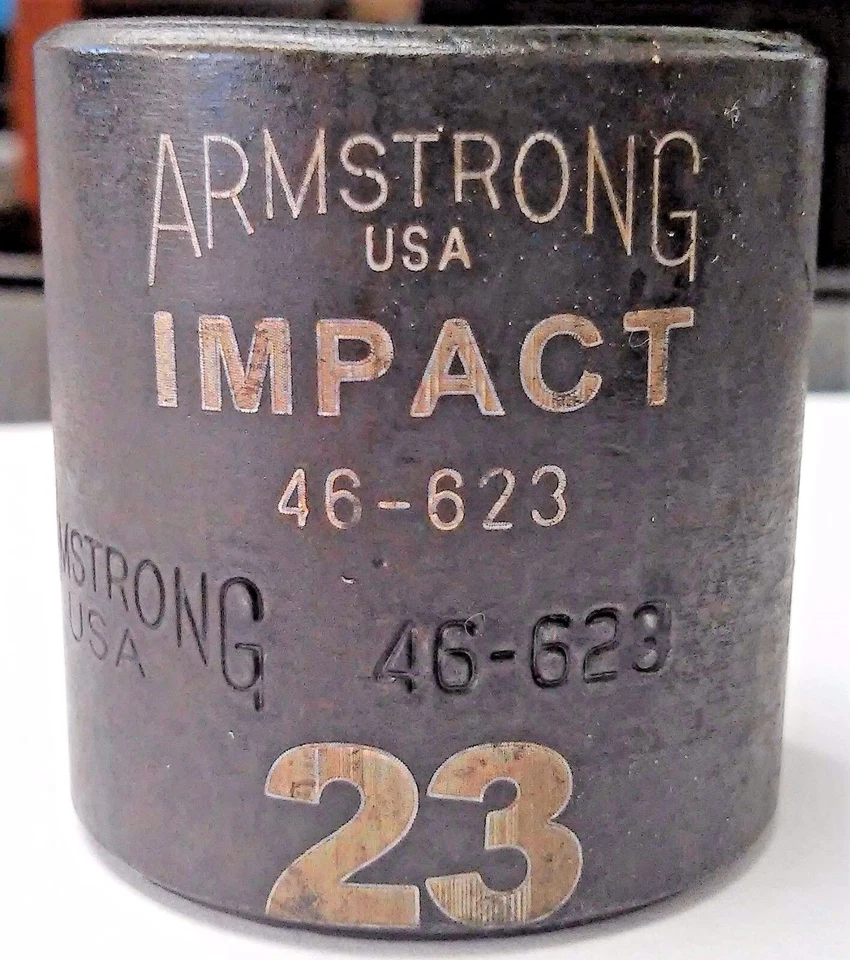 ARMSTRONG
USA
IMPACT
46-623
MSTRONG
USA
46-623
23